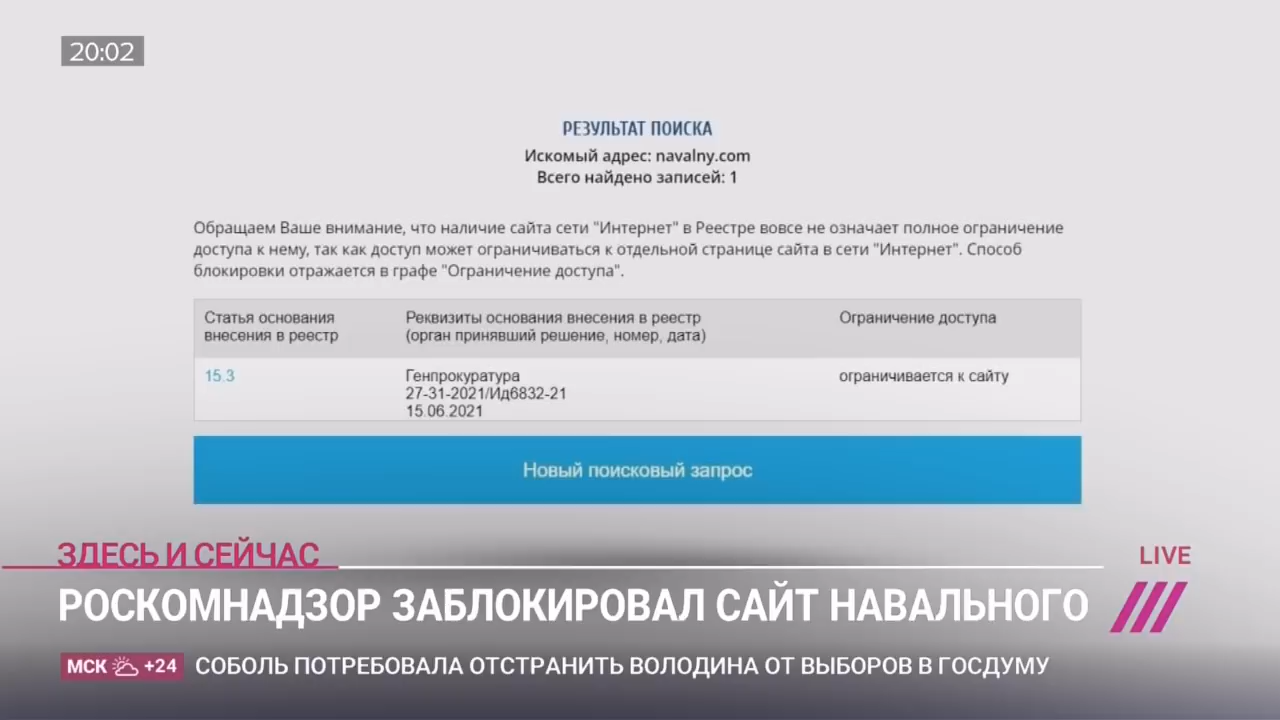 20:02
РЕЗУЛЬТАТ ПОИСКА
Искомый адрес: navalny.com
Всего найдено записей: 1
Обращаем Ваше внимание, что наличие сайта сети "Интернет" в Реестре вовсе не означает полное ограничение
доступа к нему, так как доступ может ограничиваться к отдельной странице сайта в сети "Интернет". Способ
блокировки отражается в графе "Ограничение доступа".
Статья основания
внесения в реестр
Реквизиты основания внесения в реестр
(орган принявший решение, номер, дата)
Ограничение доступа
15.3
Генпрокуратура
27-31-2021/Ид6832-21
15.06.2021
ограничивается к сайту
Новый поисковый запрос
ЗДЕСЬ И СЕЙЧАС
LIVE
РОСКОМНАДЗОР ЗАБЛОКИРОВАЛ САЙТ НАВАЛЬНОГО
МСК +24
СОБОЛЬ ПОТРЕБОВАЛА ОТСТРАНИТЬ ВОЛОДИНА ОТ ВЫБОРОВ В ГОСДУМУ